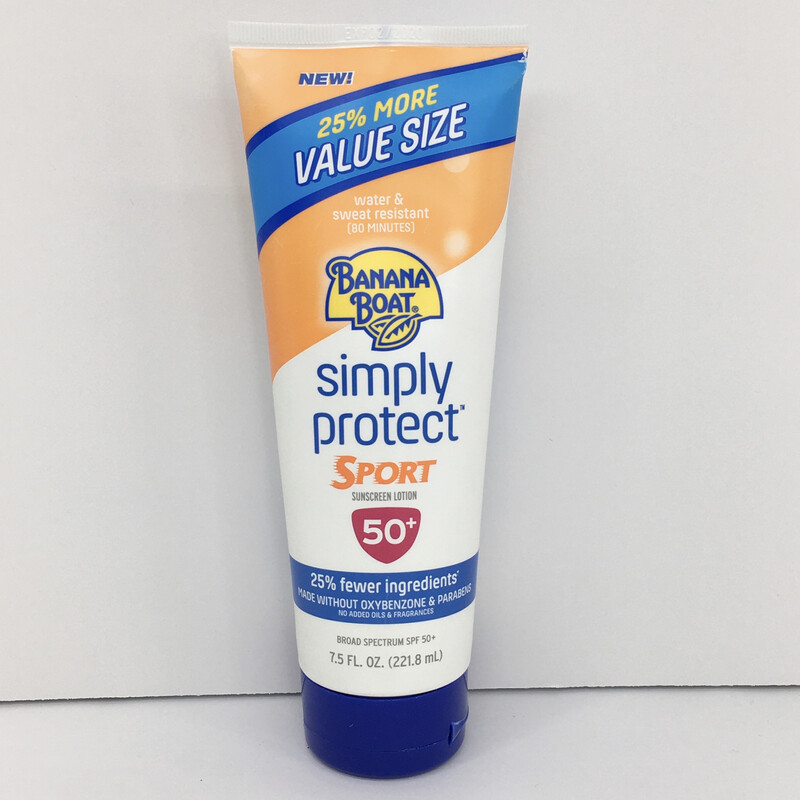 NEW!
25% MORE
VALUE SIZE
water &
sweat resistant
(80 MINUTES)
BANANA
BOAT®
simply
protect™
SPORT
SUNSCREEN LOTION
50+
25% fewer ingredients*
MADE WITHOUT OXYBENZONE & PARABENS
NO ADDED OILS & FRAGRANCES
BROAD SPECTRUM SPF 50+
7.5 FL. OZ. (221.8 mL)